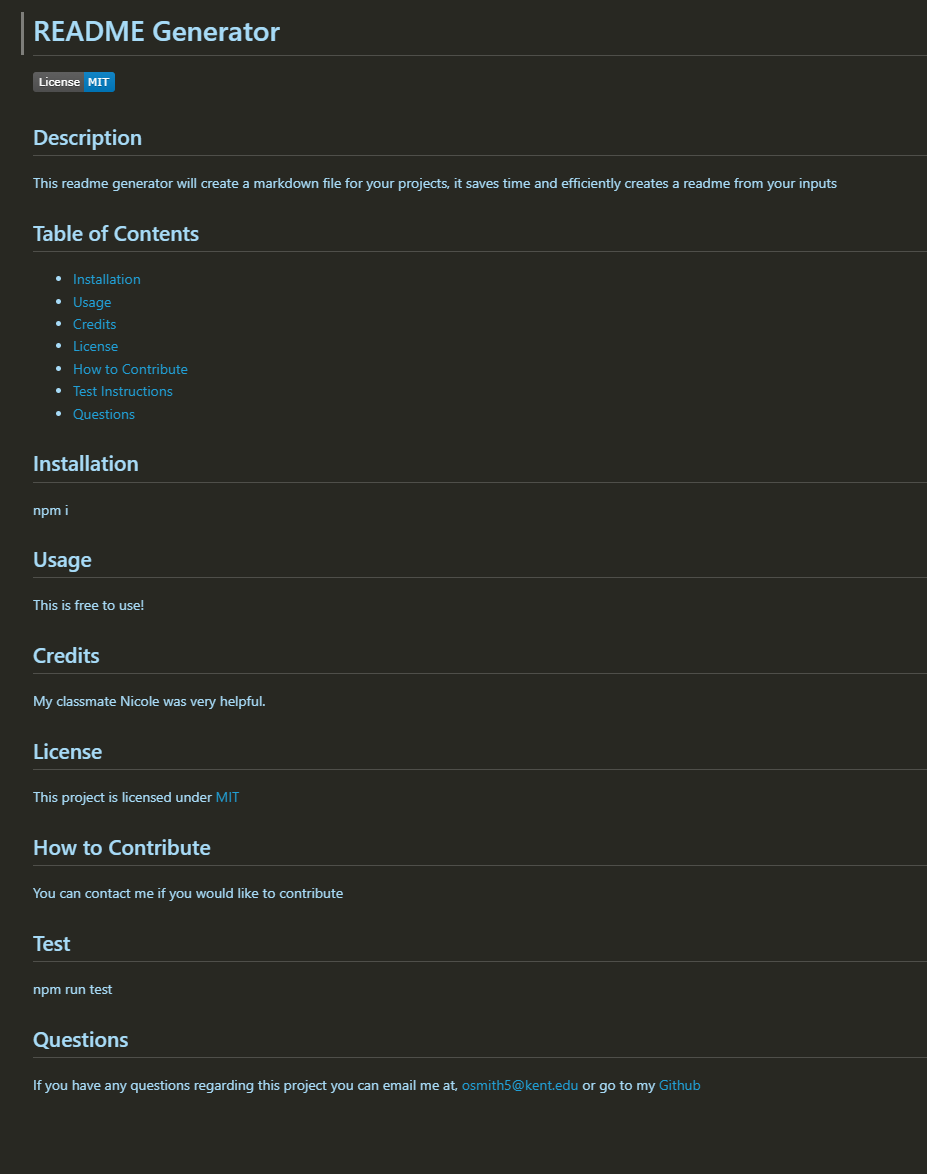 README Generator
License MIT
Description
This readme generator will create a markdown file for your projects, it saves time and efficiently creates a readme from your inputs
Table of Contents
Installation
Usage
Credits
License
How to Contribute
Test Instructions
Questions
Installation
npm i
Usage
This is free to use!
Credits
My classmate Nicole was very helpful.
License
This project is licensed under MIT
How to Contribute
You can contact me if you would like to contribute
Test
npm run test
Questions
If you have any questions regarding this project you can email me at, osmith5@kent.edu or go to my Github